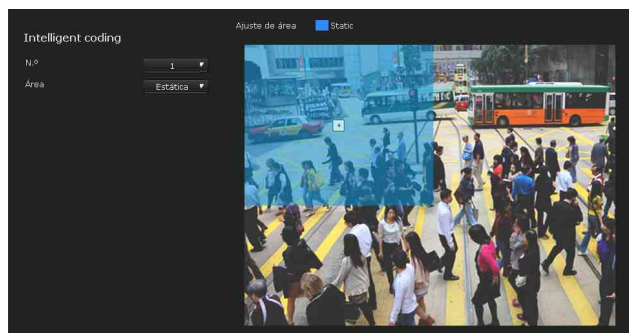 Ajuste de área Static
Intelligent coding
N.º 1
Área Estática